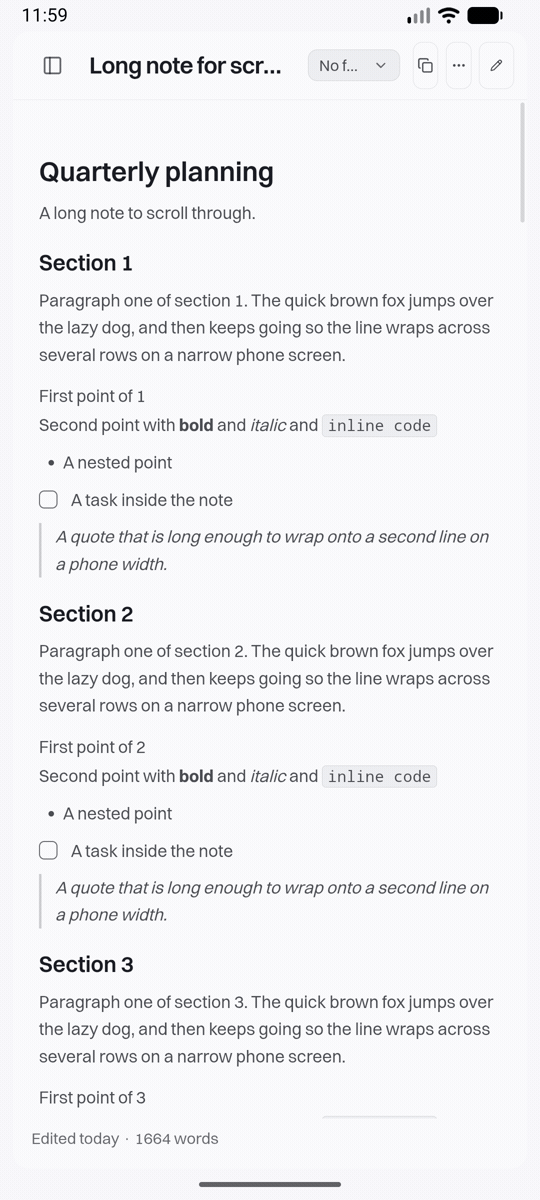 11:59
Long note for scr...
No f...
Quarterly planning
A long note to scroll through.
Section 1
Paragraph one of section 1. The quick brown fox jumps over
the lazy dog, and then keeps going so the line wraps across
several rows on a narrow phone screen.
First point of 1
Second point with bold and italic and inline code
• A nested point
A task inside the note
A quote that is long enough to wrap onto a second line on
a phone width.
Section 2
Paragraph one of section 2. The quick brown fox jumps over
the lazy dog, and then keeps going so the line wraps across
several rows on a narrow phone screen.
First point of 2
Second point with bold and italic and inline code
• A nested point
A task inside the note
A quote that is long enough to wrap onto a second line on
a phone width.
Section 3
Paragraph one of section 3. The quick brown fox jumps over
the lazy dog, and then keeps going so the line wraps across
several rows on a narrow phone screen.
First point of 3
Edited today · 1664 words